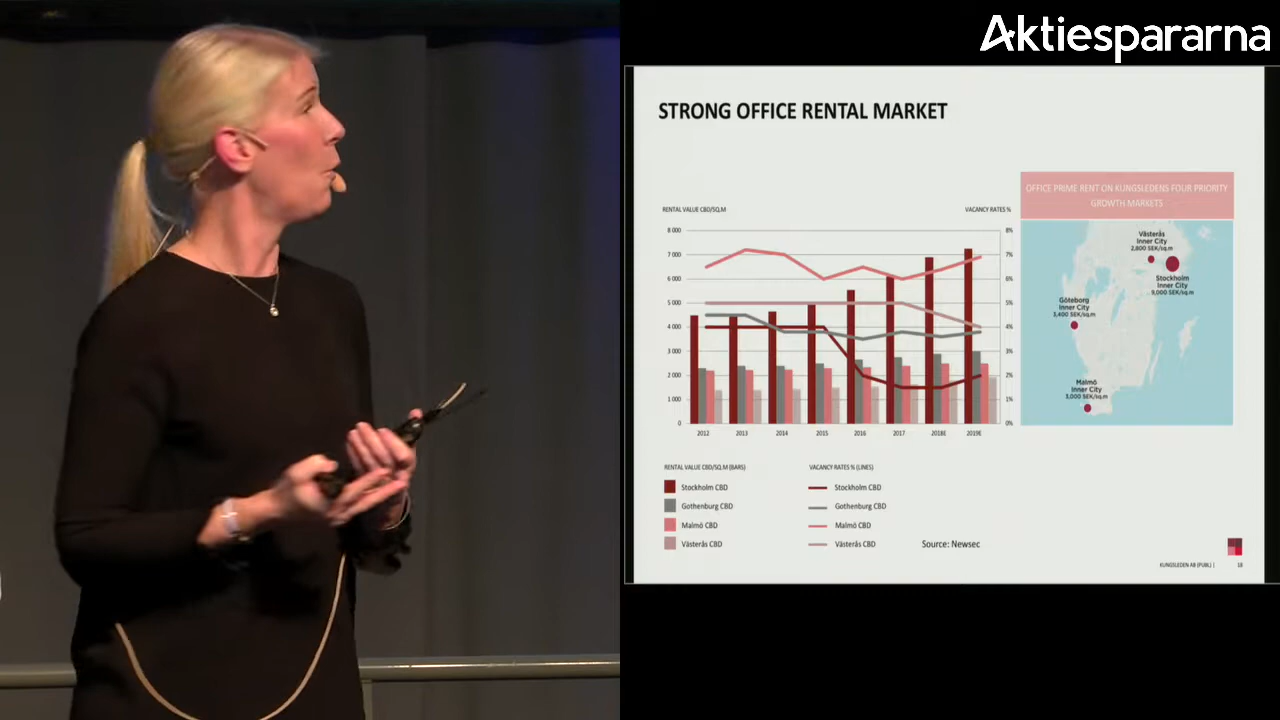 Aktiespararna
STRONG OFFICE RENTAL MARKET
OFFICE PRIME RENT ON KUNGSLEDENS FOUR PRIORITY
GROWTH MARKETS
RENTAL VALUE CBD/SQ.M
VACANCY RATES %
8 000
7 000
6 000
5 000
4 000
3 000
2 000
1 000
0
8%
7%
6%
5%
4%
3%
2%
1%
0%
2012 2013 2014 2015 2016 2017 2018E 2019E
Västerås
Inner City
2,800 SEK/sq.m
Stockholm
Inner City
9,000 SEK/sq.m
Göteborg
Inner City
3,400 SEK/sq.m
Malmö
Inner City
3,000 SEK/sq.m
RENTAL VALUE CBD/SQ.M (BARS)
Stockholm CBD
Gothenburg CBD
Malmö CBD
Västerås CBD
VACANCY RATES % (LINES)
Stockholm CBD
Gothenburg CBD
Malmö CBD
Västerås CBD
Source: Newsec
KUNGSLEDEN AB (PUBL) | 18